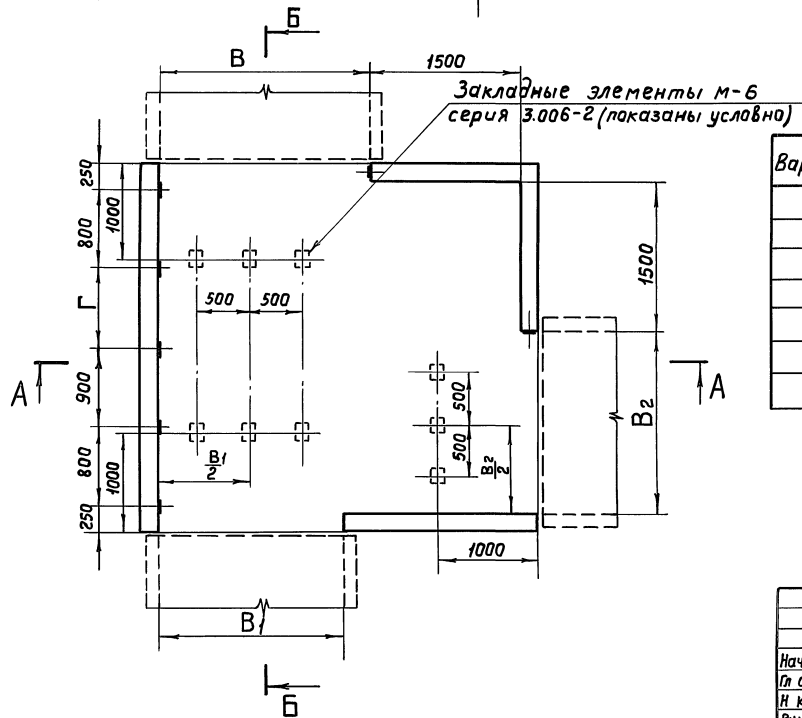 Б
В
1500
Закладные элементы м-6
серия 3.006-2 (показаны условно)
Вар
250
1000
800
500 500
1500
Г
А
А
900
500
В2
800
1000
В1/2
500
В2/2
250
1000
В1
Б
Нач
Гл с
Н к